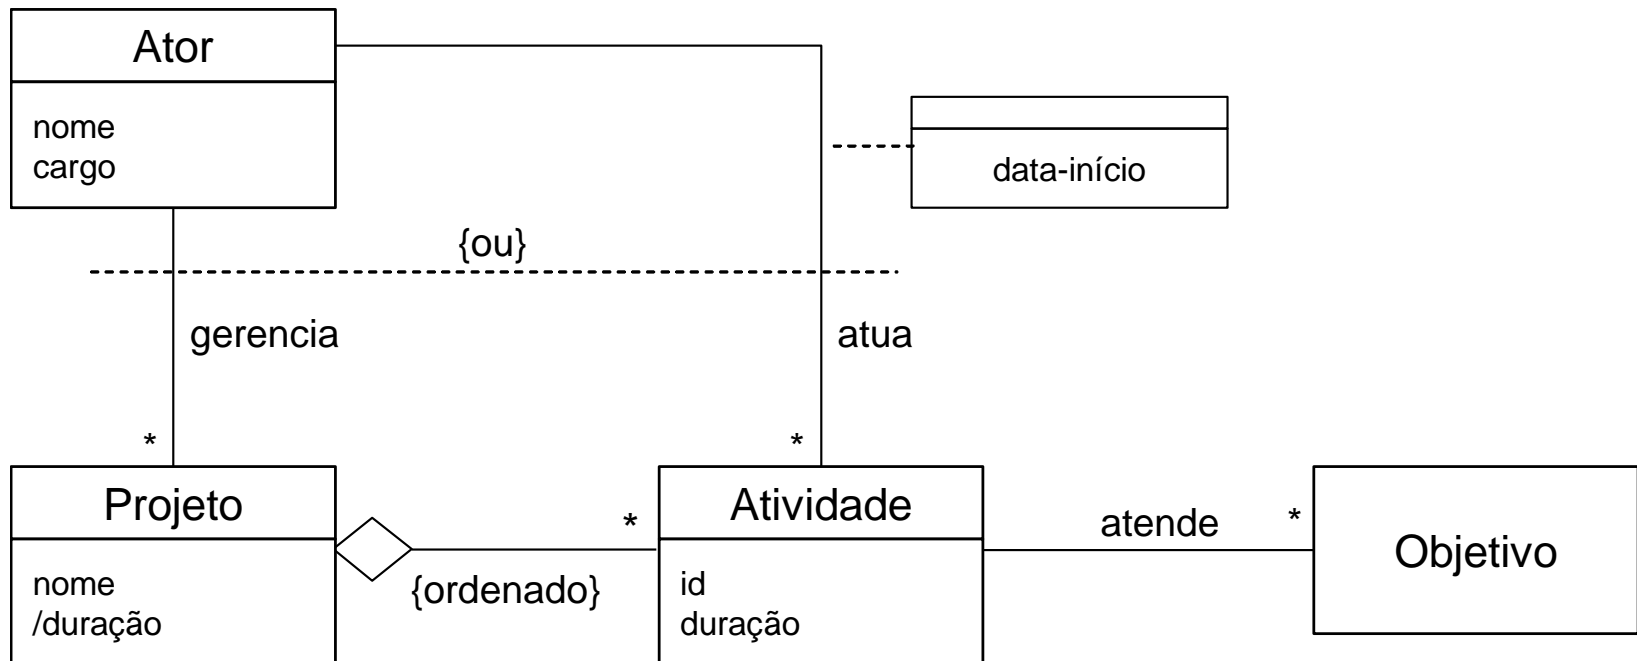 Ator
nome
cargo
data-início
{ou}
gerencia
atua
*
*
Projeto
nome
/duração
*
{ordenado}
Atividade
id
duração
atende
*
Objetivo